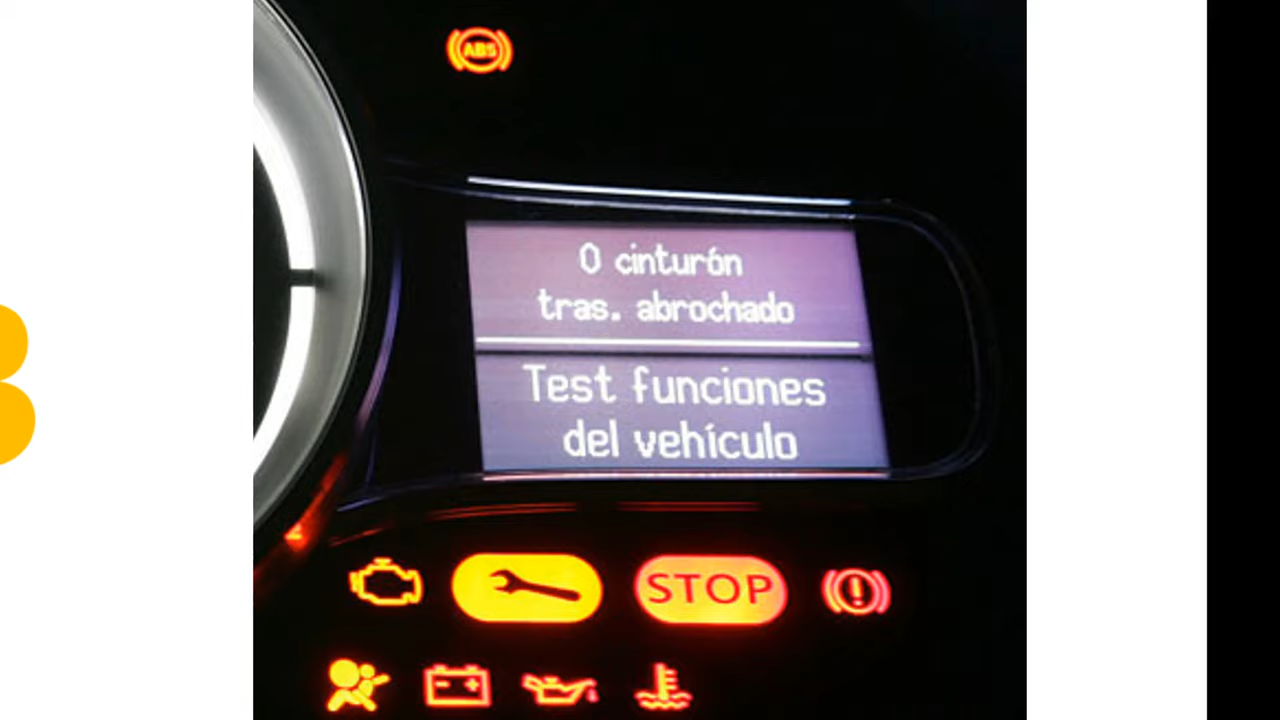 ABS
0 cinturón
tras. abrochado
Test funciones
del vehículo
STOP